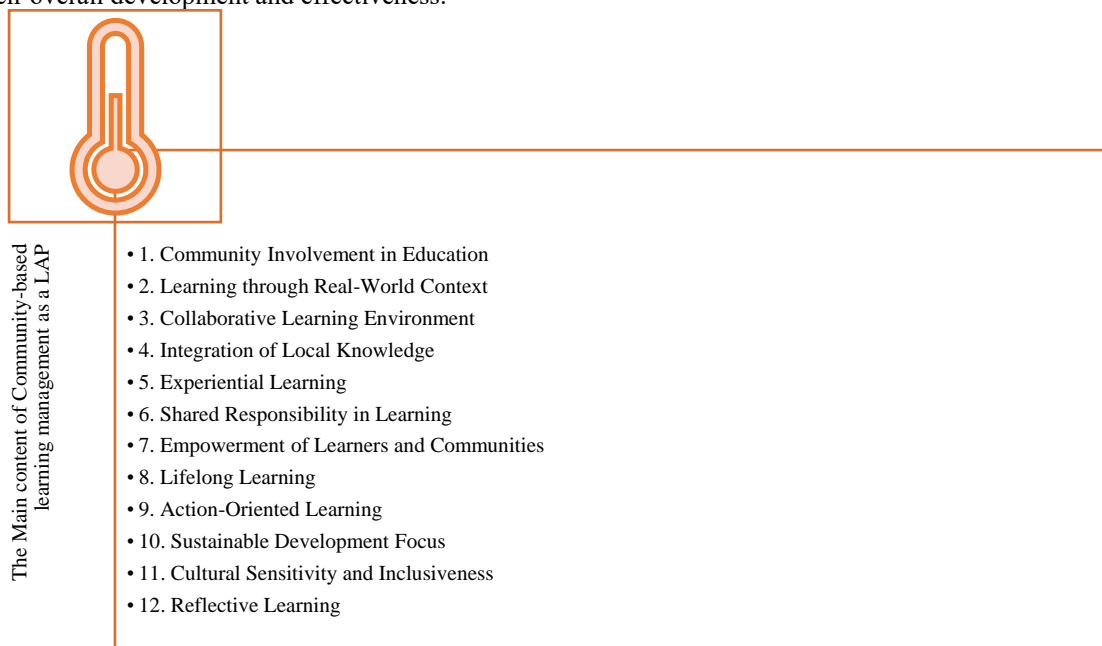 overall development and effectiveness.
The Main content of Community-based
learning management as a LAP
• 1. Community Involvement in Education
• 2. Learning through Real-World Context
• 3. Collaborative Learning Environment
• 4. Integration of Local Knowledge
• 5. Experiential Learning
• 6. Shared Responsibility in Learning
• 7. Empowerment of Learners and Communities
• 8. Lifelong Learning
• 9. Action-Oriented Learning
• 10. Sustainable Development Focus
• 11. Cultural Sensitivity and Inclusiveness
• 12. Reflective Learning